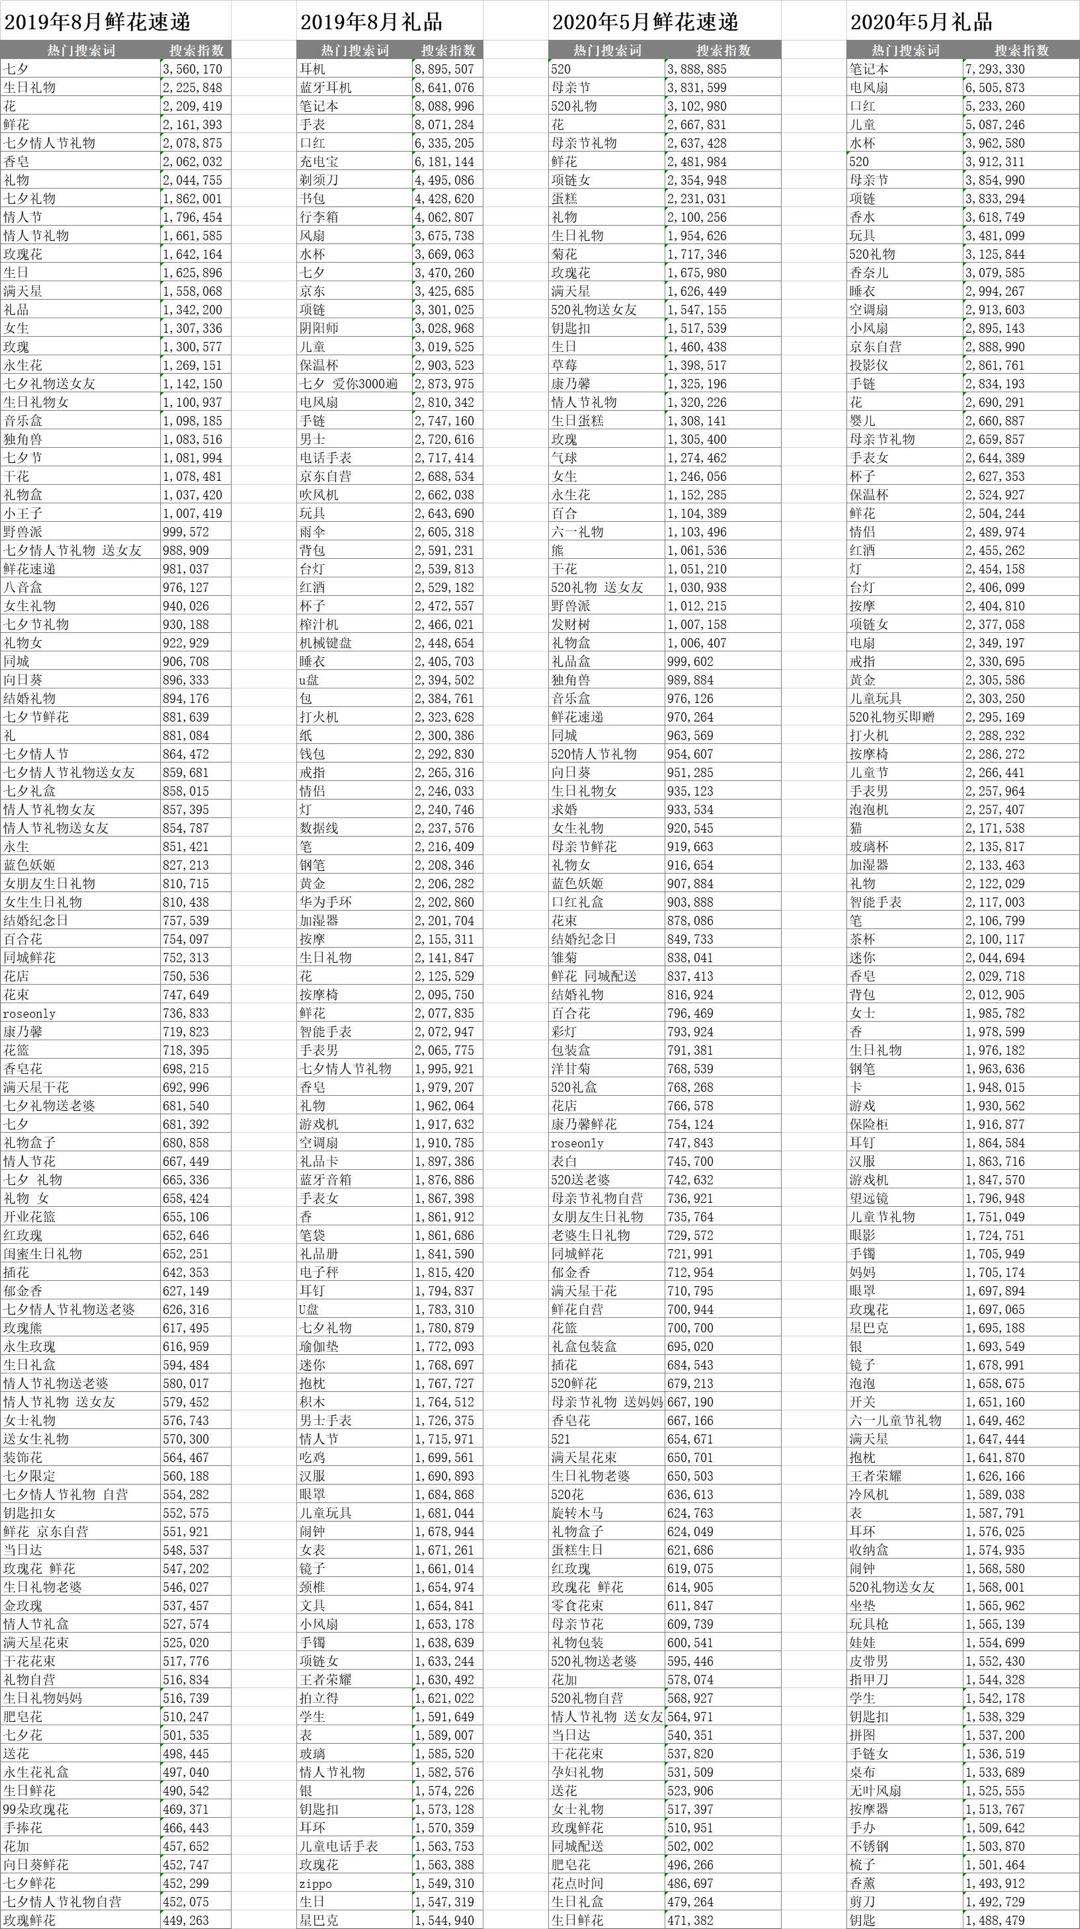 2019年8月鲜花速递 2019年8月礼品 2020年5月鲜花速递 2020年5月礼品
热门搜索词 搜索指数 热门搜索词 搜索指数 热门搜索词 搜索指数 热门搜索词 搜索指数
七夕 3,560,170 耳机 8,895,507 520 3,888,885 笔记本 7,293,330
生日礼物 2,225,848 蓝牙耳机 8,641,076 母亲节 3,831,599 电风扇 6,505,873
花 2,209,419 笔记本 8,088,996 520礼物 3,102,980 口红 5,233,260
鲜花 2,161,393 手表 8,071,284 花 2,667,831 儿童 5,087,246
七夕情人节礼物 2,078,875 口红 6,335,205 母亲节礼物 2,637,428 水杯 3,962,580
香皂 2,062,032 充电宝 6,181,144 鲜花 2,481,984 520 3,912,311
礼物 2,044,755 剃须刀 4,495,086 项链女 2,354,948 母亲节 3,854,990
七夕礼物 1,862,001 书包 4,428,620 蛋糕 2,231,031 项链 3,833,294
情人节 1,796,454 行李箱 4,062,807 礼物 2,100,256 香水 3,618,749
情人节礼物 1,661,585 风扇 3,675,738 生日礼物 1,954,626 玩具 3,481,099
玫瑰花 1,642,164 水杯 3,669,063 菊花 1,717,346 520礼物 3,125,844
生日 1,625,896 七夕 3,470,260 玫瑰花 1,675,980 香奈儿 3,079,585
满天星 1,558,068 京东 3,425,685 满天星 1,626,449 睡衣 2,994,267
礼品 1,342,200 项链 3,301,025 520礼物送女友 1,547,155 空调扇 2,913,603
女生 1,307,336 阴阳师 3,028,968 钥匙扣 1,517,539 小风扇 2,895,143
玫瑰 1,300,577 儿童 3,019,525 生日 1,460,438 京东自营 2,888,990
永生花 1,269,151 保温杯 2,903,523 草莓 1,398,517 投影仪 2,861,761
七夕礼物送女友 1,142,150 七夕 爱你3000遍 2,873,975 康乃馨 1,325,196 手链 2,834,193
生日礼物女 1,100,937 电风扇 2,810,342 情人节礼物 1,320,226 花 2,690,291
音乐盒 1,098,185 手链 2,747,160 生日蛋糕 1,308,141 婴儿 2,660,887
独角兽 1,083,516 男士 2,720,616 玫瑰 1,305,400 母亲节礼物 2,659,857
七夕节 1,081,994 电话手表 2,717,414 气球 1,274,462 手表女 2,644,389
干花 1,078,481 京东自营 2,688,534 女生 1,246,056 杯子 2,627,353
礼物盒 1,037,420 吹风机 2,662,038 永生花 1,152,285 保温杯 2,524,927
小王子 1,007,419 玩具 2,643,690 百合 1,104,389 鲜花 2,504,244
野兽派 999,572 雨伞 2,605,318 六一礼物 1,103,496 情侣 2,489,974
七夕情人节礼物 送女友 988,909 背包 2,591,231 熊 1,061,536 红酒 2,455,262
鲜花速递 981,037 台灯 2,539,813 干花 1,051,210 灯 2,454,158
八音盒 976,127 红酒 2,529,182 520礼物 送女友 1,030,938 台灯 2,406,099
女生礼物 940,026 杯子 2,472,557 野兽派 1,012,215 按摩 2,404,810
七夕节礼物 930,188 榨汁机 2,466,021 发财树 1,007,158 项链女 2,377,058
礼物女 922,929 机械键盘 2,448,654 礼物盒 1,006,407 电扇 2,349,197
同城 906,708 睡衣 2,405,703 礼品盒 999,602 戒指 2,330,695
向日葵 896,333 u盘 2,394,502 独角兽 989,884 黄金 2,305,586
结婚礼物 894,176 包 2,384,761 音乐盒 976,126 儿童玩具 2,303,250
七夕节鲜花 881,639 打火机 2,323,628 鲜花速递 970,264 520礼物买即赠 2,295,169
礼 881,084 纸 2,300,386 同城 963,569 打火机 2,288,232
七夕情人节 864,472 钱包 2,292,830 520情人节礼物 954,607 按摩椅 2,286,272
七夕情人节礼物送女友 859,681 戒指 2,265,316 向日葵 951,285 儿童节 2,266,441
七夕礼盒 858,015 情侣 2,246,033 生日礼物女 935,123 手表男 2,257,964
情人节礼物女友 857,395 灯 2,240,746 求婚 933,534 泡泡机 2,257,407
情人节礼物送女友 854,787 数据线 2,237,576 女生礼物 920,545 猫 2,171,538
永生 851,421 笔 2,216,409 母亲节鲜花 919,663 玻璃杯 2,135,817
蓝色妖姬 827,213 钢笔 2,208,346 礼物女 916,654 加湿器 2,133,463
女朋友生日礼物 810,715 黄金 2,206,282 蓝色妖姬 907,884 礼物 2,122,029
女生生日礼物 810,438 华为手环 2,202,860 口红礼盒 903,888 智能手表 2,117,003
结婚纪念日 757,539 加湿器 2,201,704 花束 878,086 笔 2,106,799
百合花 754,097 按摩 2,155,311 结婚纪念日 849,733 茶杯 2,100,117
同城鲜花 752,313 生日礼物 2,141,847 雏菊 838,041 迷你 2,044,694
花店 750,536 花 2,125,529 鲜花 同城配送 837,413 香皂 2,029,718
花束 747,649 按摩椅 2,095,750 结婚礼物 816,924 背包 2,012,905
roseonly 736,833 鲜花 2,077,835 百合花 796,469 女士 1,985,782
康乃馨 719,823 智能手表 2,072,947 彩灯 793,924 香 1,978,599
花篮 718,395 手表男 2,065,775 包装盒 791,381 生日礼物 1,976,182
香皂花 698,215 七夕情人节礼物 1,995,921 洋甘菊 768,539 钢笔 1,963,636
满天星干花 692,996 香皂 1,979,207 520礼盒 768,268 卡 1,948,015
七夕礼物送老婆 681,540 礼物 1,962,064 花店 766,578 游戏 1,930,562
七夕 681,392 游戏机 1,917,632 康乃馨鲜花 754,124 保险柜 1,916,877
礼物盒子 680,858 空调扇 1,910,785 roseonly 747,843 耳钉 1,864,584
情人节花 667,449 礼品卡 1,897,386 表白 745,700 汉服 1,863,716
七夕 礼物 665,336 蓝牙音箱 1,876,886 520送老婆 742,632 游戏机 1,847,570
礼物 女 658,424 手表女 1,867,398 母亲节礼物自营 736,921 望远镜 1,796,948
开业花篮 655,106 香 1,861,912 女朋友生日礼物 735,764 儿童节礼物 1,751,049
红玫瑰 652,646 笔袋 1,861,686 老婆生日礼物 729,572 眼影 1,724,751
闺蜜生日礼物 652,251 礼品册 1,841,590 同城鲜花 721,991 手镯 1,705,949
插花 642,353 电子秤 1,815,420 郁金香 712,954 妈妈 1,705,174
郁金香 627,149 耳钉 1,794,837 满天星干花 710,795 眼罩 1,697,894
七夕情人节礼物送老婆 626,316 U盘 1,783,310 鲜花自营 700,944 玫瑰花 1,697,065
玫瑰熊 617,495 七夕礼物 1,780,879 花篮 700,700 星巴克 1,695,188
永生玫瑰 616,959 瑜伽垫 1,772,093 礼盒包装盒 695,020 银 1,693,549
生日礼盒 594,484 迷你 1,768,697 插花 684,543 镜子 1,678,991
情人节礼物送老婆 580,017 抱枕 1,767,727 520鲜花 679,213 泡泡 1,658,675
情人节礼物 送女友 579,452 积木 1,764,512 母亲节礼物 送妈妈 667,190 开关 1,651,160
女士礼物 576,743 男士手表 1,726,375 香皂花 667,166 六一儿童节礼物 1,649,462
送女生礼物 570,300 情人节 1,715,971 521 654,671 满天星 1,647,444
装饰花 564,467 吃鸡 1,699,561 满天星花束 650,701 抱枕 1,641,870
七夕限定 560,188 汉服 1,690,893 生日礼物老婆 650,503 王者荣耀 1,626,166
七夕情人节礼物 自营 554,282 眼罩 1,684,868 520花 636,613 冷风机 1,589,038
钥匙扣女 552,575 儿童玩具 1,681,044 旋转木马 624,763 表 1,587,791
鲜花 京东自营 551,921 闹钟 1,678,944 礼物盒子 624,049 耳环 1,576,025
当日达 548,537 女表 1,671,261 蛋糕生日 621,686 收纳盒 1,574,935
玫瑰花 鲜花 547,202 镜子 1,661,014 红玫瑰 619,075 闹钟 1,568,580
生日礼物老婆 546,027 颈椎 1,654,974 玫瑰花 鲜花 614,905 520礼物送女友 1,568,001
金玫瑰 537,457 文具 1,654,841 零食花束 611,847 坐垫 1,565,962
情人节礼盒 527,574 小风扇 1,653,178 母亲节花 609,739 玩具枪 1,565,139
满天星花束 525,020 手镯 1,638,639 礼物包装 600,541 娃娃 1,554,699
干花花束 517,776 项链女 1,633,244 520礼物送老婆 595,446 皮带男 1,552,430
礼物自营 516,834 王者荣耀 1,630,492 花加 578,074 指甲刀 1,544,328
生日礼物妈妈 516,739 拍立得 1,621,022 520礼物自营 568,927 学生 1,542,178
肥皂花 510,247 学生 1,591,649 情人节礼物 送女友 564,971 钥匙扣 1,538,329
七夕花 501,535 表 1,589,007 当日达 540,351 拼图 1,537,200
送花 498,445 玻璃 1,585,520 干花花束 537,820 手链女 1,536,519
永生花礼盒 497,040 情人节礼物 1,582,576 孕妇礼物 531,509 桌布 1,533,689
生日鲜花 490,542 银 1,574,226 送花 523,906 无叶风扇 1,525,555
99朵玫瑰花 469,371 钥匙扣 1,573,128 女士礼物 517,397 按摩器 1,513,767
手捧花 466,443 耳环 1,570,359 玫瑰鲜花 510,951 手办 1,509,642
花加 457,652 儿童电话手表 1,563,753 同城配送 502,002 不锈钢 1,503,870
向日葵鲜花 452,747 玫瑰花 1,563,388 肥皂花 496,266 梳子 1,501,464
七夕鲜花 452,299 zippo 1,549,310 花点时间 486,697 香薰 1,493,912
七夕情人节礼物自营 452,075 生日 1,547,319 生日礼盒 479,264 剪刀 1,492,729
玫瑰鲜花 449,263 星巴克 1,544,940 生日鲜花 471,382 钥匙 1,488,479